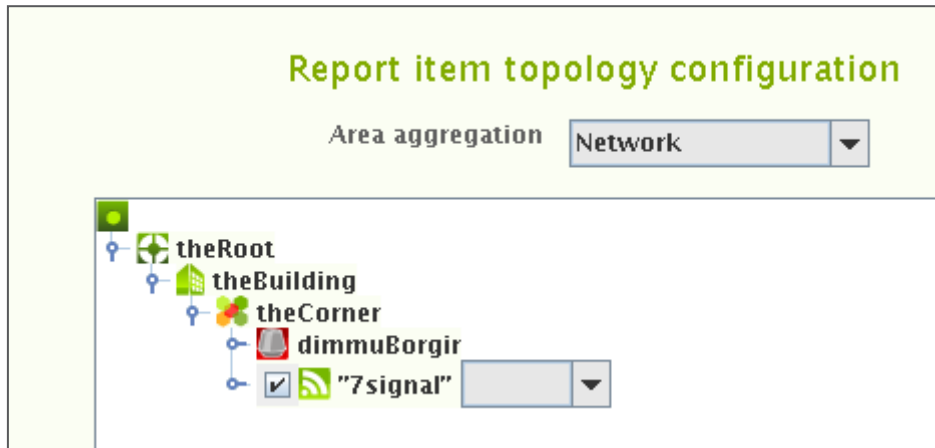 Report item topology configuration
Area aggregation Network
theRoot
theBuilding
theCorner
dimmuBorgir
"7signal"